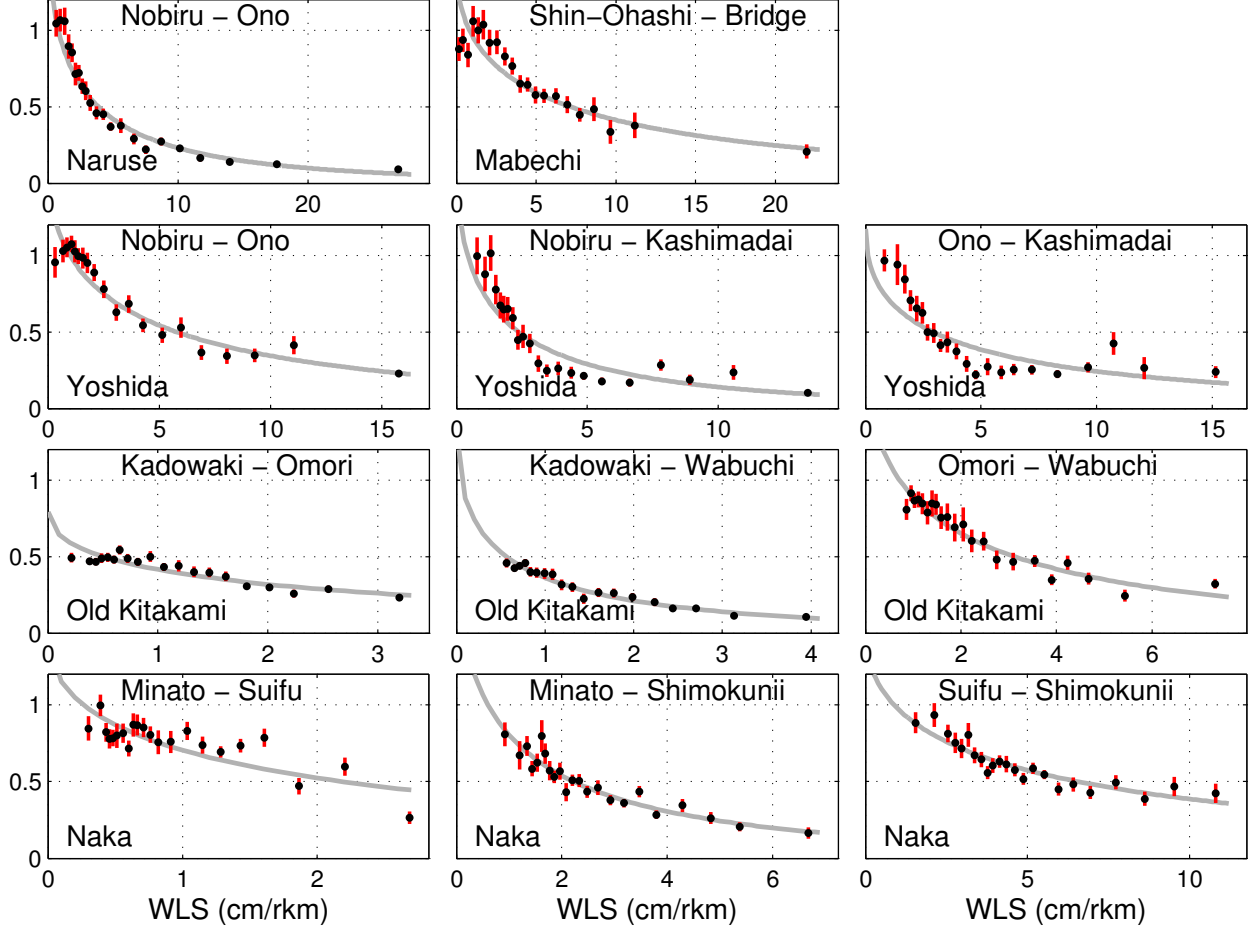 Nobiru − Ono
Shin−Ohashi − Bridge
1
0.5
0
Naruse
Mabechi
0 10 20
0 5 10 15 20
Nobiru − Ono
Nobiru − Kashimadai
Ono − Kashimadai
1
0.5
0
Yoshida
Yoshida
Yoshida
0 5 10 15
0 5 10
0 5 10 15
Kadowaki − Omori
Kadowaki − Wabuchi
Omori − Wabuchi
1
0.5
0
Old Kitakami
Old Kitakami
Old Kitakami
0 1 2 3
0 1 2 3 4
0 2 4 6
Minato − Suifu
Minato − Shimokunii
Suifu − Shimokunii
1
0.5
0
Naka
Naka
Naka
0 1 2
0 2 4 6
0 5 10
WLS (cm/rkm)
WLS (cm/rkm)
WLS (cm/rkm)